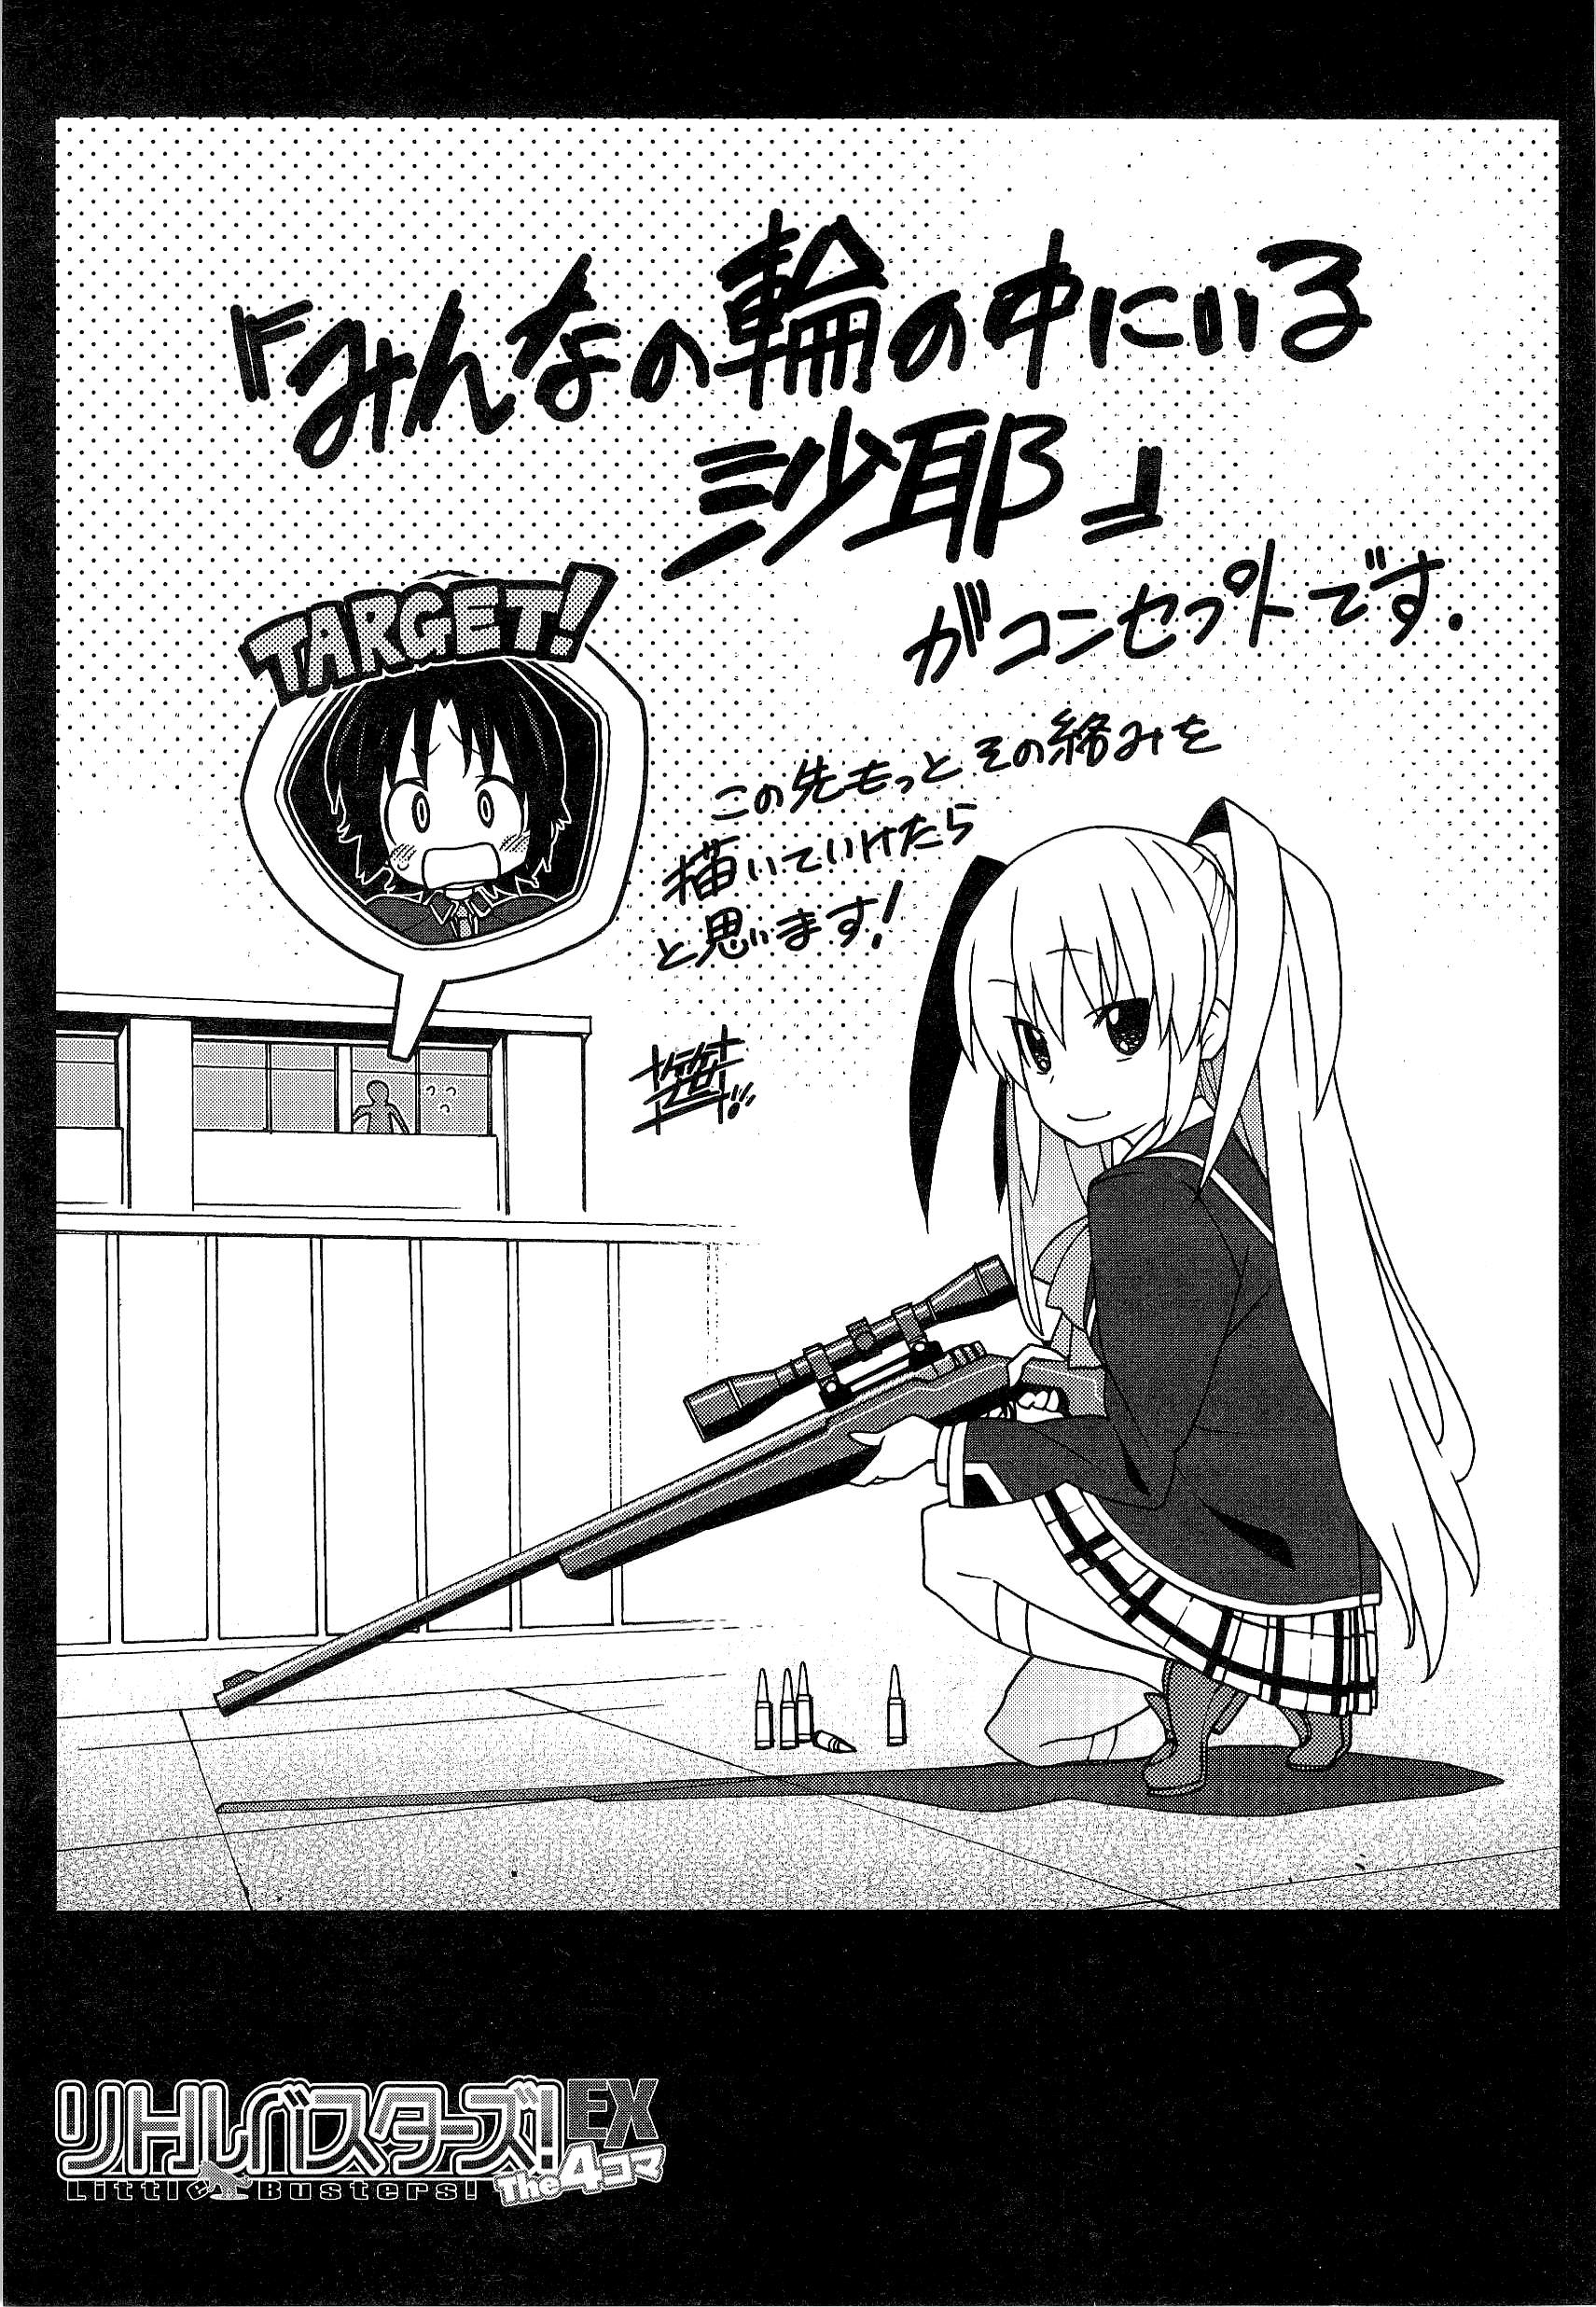 『みんなの輪の中にいる
沙耶』
がコンセプトです.
TARGET!
この先もっとその絡みを
描いていけたら
と思います!
リトルバスターズ!EX
Little Busters!
The4コマ